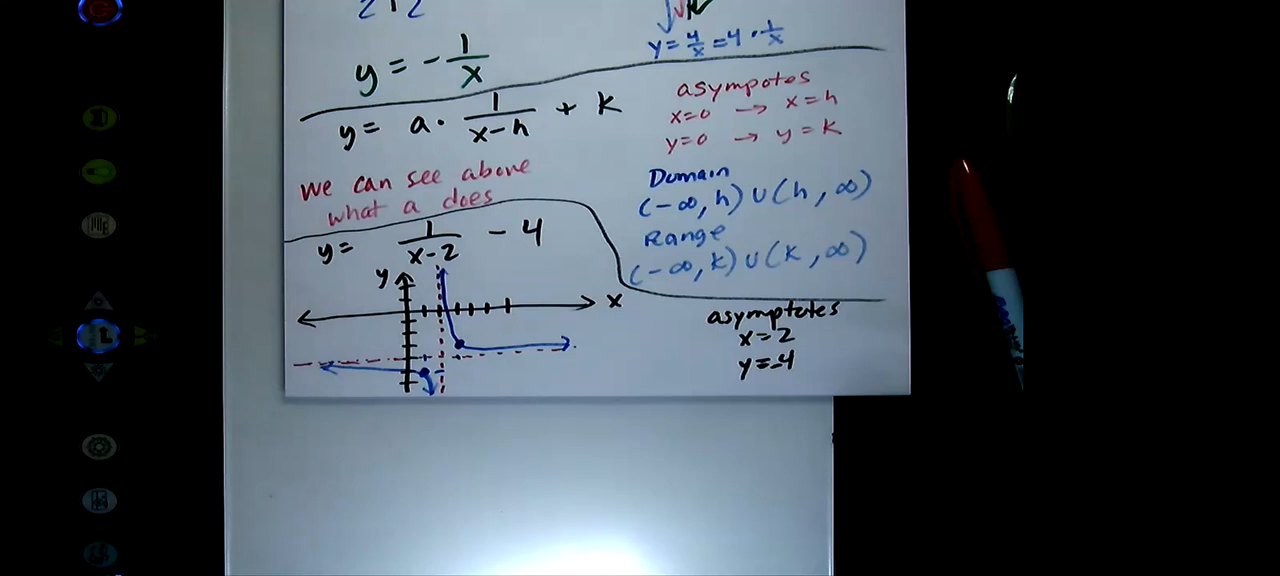 y = 4/x = 4 · 1/x
y = - 1/x
y = a · 1/(x-h) + k
asympotes
x=0 → x=h
y=0 → y=k
we can see above
what a does
Domain
(-∞, h) ∪ (h, ∞)
Range
(-∞, k) ∪ (k, ∞)
y = 1/(x-2) - 4
y
x
asymptotes
x=2
y=-4